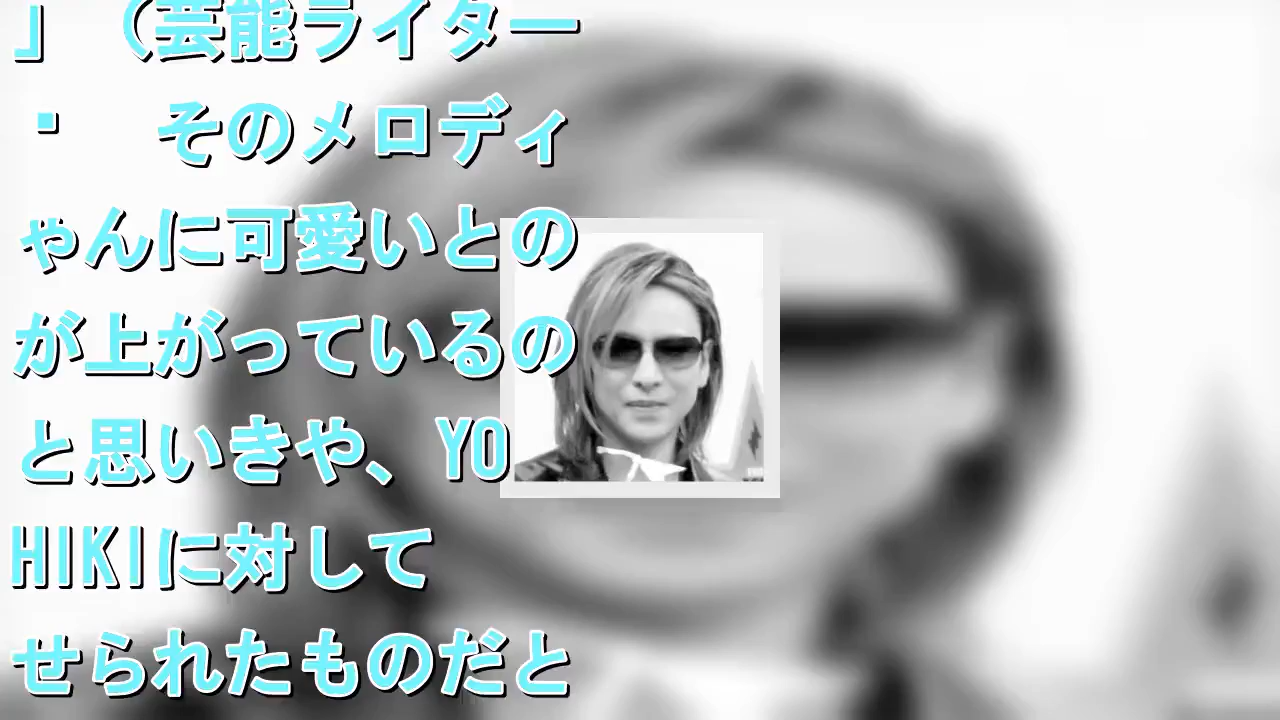 」（芸能ライター
・　そのメロディ
ゃんに可愛いとの
が上がっているの
と思いきや、YO
HIKIに対して
せられたものだと